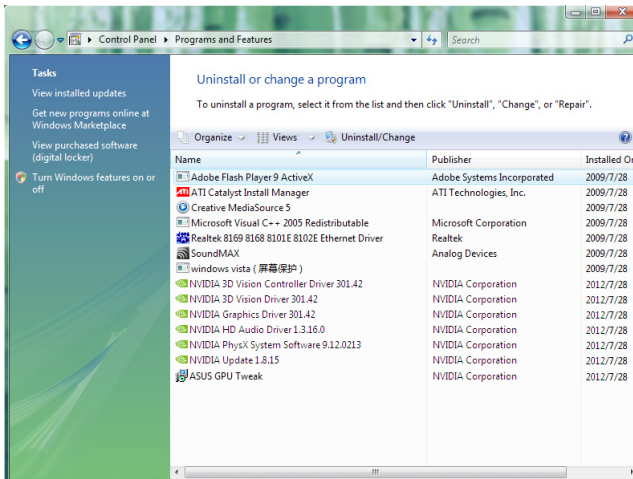 Control Panel ▸ Programs and Features
Search
Tasks
View installed updates
Get new programs online at
Windows Marketplace
View purchased software
(digital locker)
Turn Windows features on or
off
Uninstall or change a program
To uninstall a program, select it from the list and then click "Uninstall", "Change", or "Repair".
Organize Views Uninstall/Change
Name Publisher Installed On
Adobe Flash Player 9 ActiveX Adobe Systems Incorporated 2009/7/28
ATI Catalyst Install Manager ATI Technologies, Inc. 2009/7/28
Creative MediaSource 5 2009/7/28
Microsoft Visual C++ 2005 Redistributable Microsoft Corporation 2009/7/28
Realtek 8169 8168 8101E 8102E Ethernet Driver Realtek 2009/7/28
SoundMAX Analog Devices 2009/7/28
windows vista ( 屏幕保护 ) 2009/7/28
NVIDIA 3D Vision Controller Driver 301.42 NVIDIA Corporation 2012/7/28
NVIDIA 3D Vision Driver 301.42 NVIDIA Corporation 2012/7/28
NVIDIA Graphics Driver 301.42 NVIDIA Corporation 2012/7/28
NVIDIA HD Audio Driver 1.3.16.0 NVIDIA Corporation 2012/7/28
NVIDIA PhysX System Software 9.12.0213 NVIDIA Corporation 2012/7/28
NVIDIA Update 1.8.15 NVIDIA Corporation 2012/7/28
ASUS GPU Tweak NVIDIA Corporation 2012/7/28